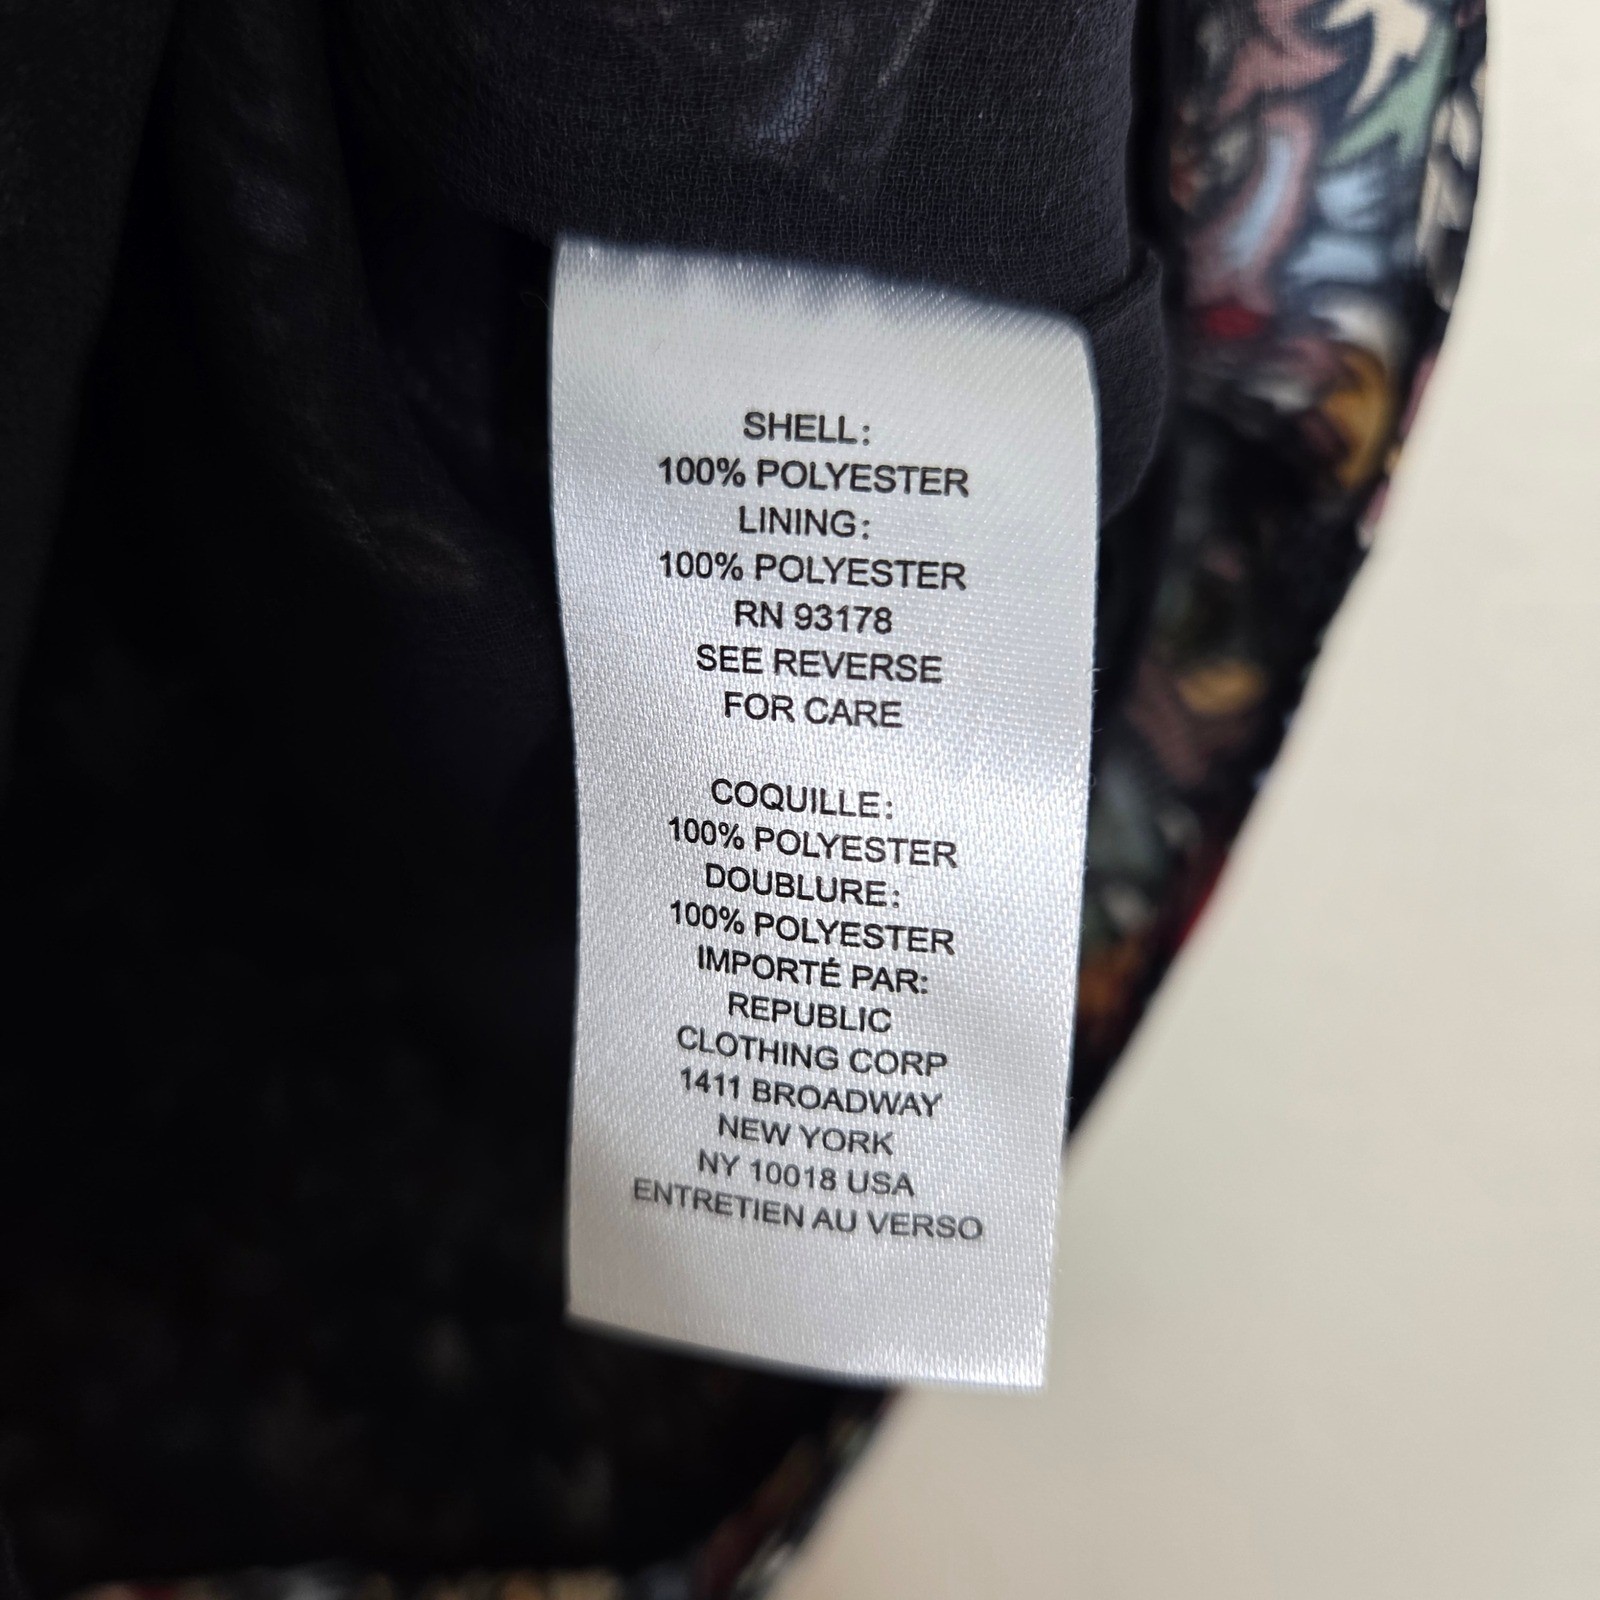 SHELL:
100% POLYESTER
LINING:
100% POLYESTER
RN 93178
SEE REVERSE
FOR CARE
COQUILLE:
100% POLYESTER
DOUBLURE:
100% POLYESTER
IMPORTÉ PAR:
REPUBLIC
CLOTHING CORP
1411 BROADWAY
NEW YORK
NY 10018 USA
ENTRETIEN AU VERSO